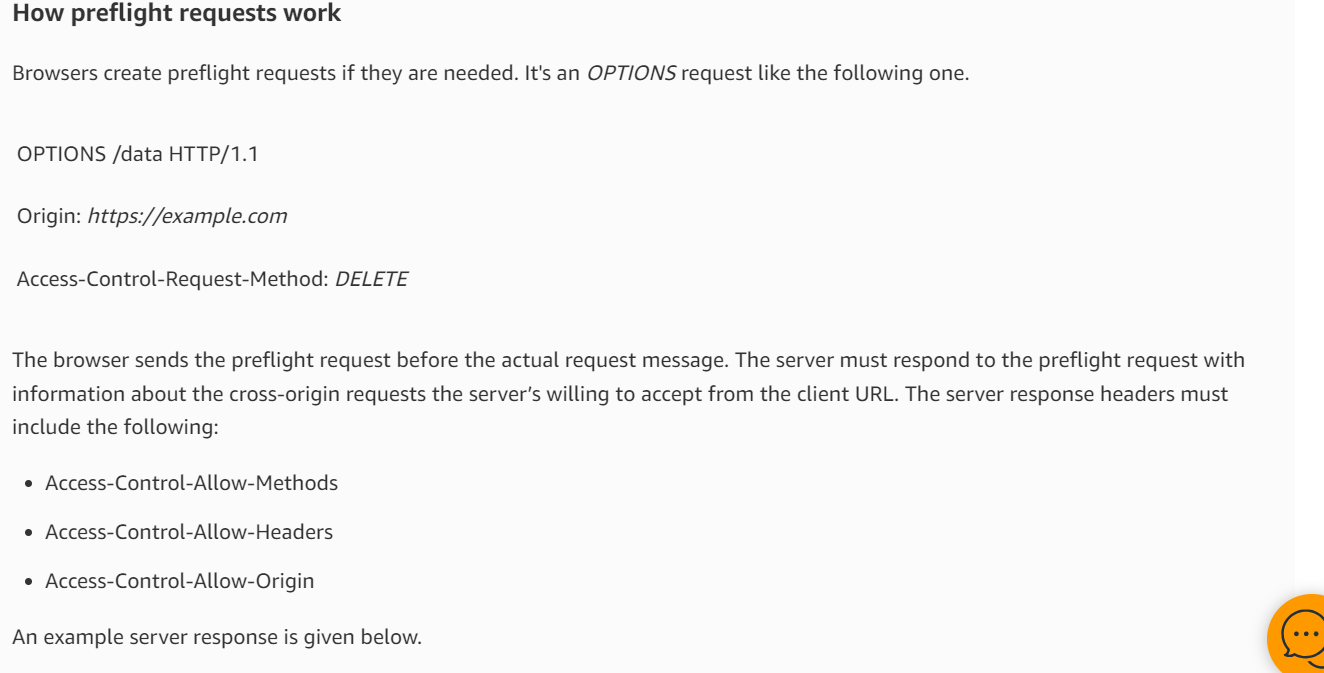 How preflight requests work
Browsers create preflight requests if they are needed. It's an OPTIONS request like the following one.
OPTIONS /data HTTP/1.1
Origin: https://example.com
Access-Control-Request-Method: DELETE
The browser sends the preflight request before the actual request message. The server must respond to the preflight request with
information about the cross-origin requests the server’s willing to accept from the client URL. The server response headers must
include the following:
• Access-Control-Allow-Methods
• Access-Control-Allow-Headers
• Access-Control-Allow-Origin
An example server response is given below.